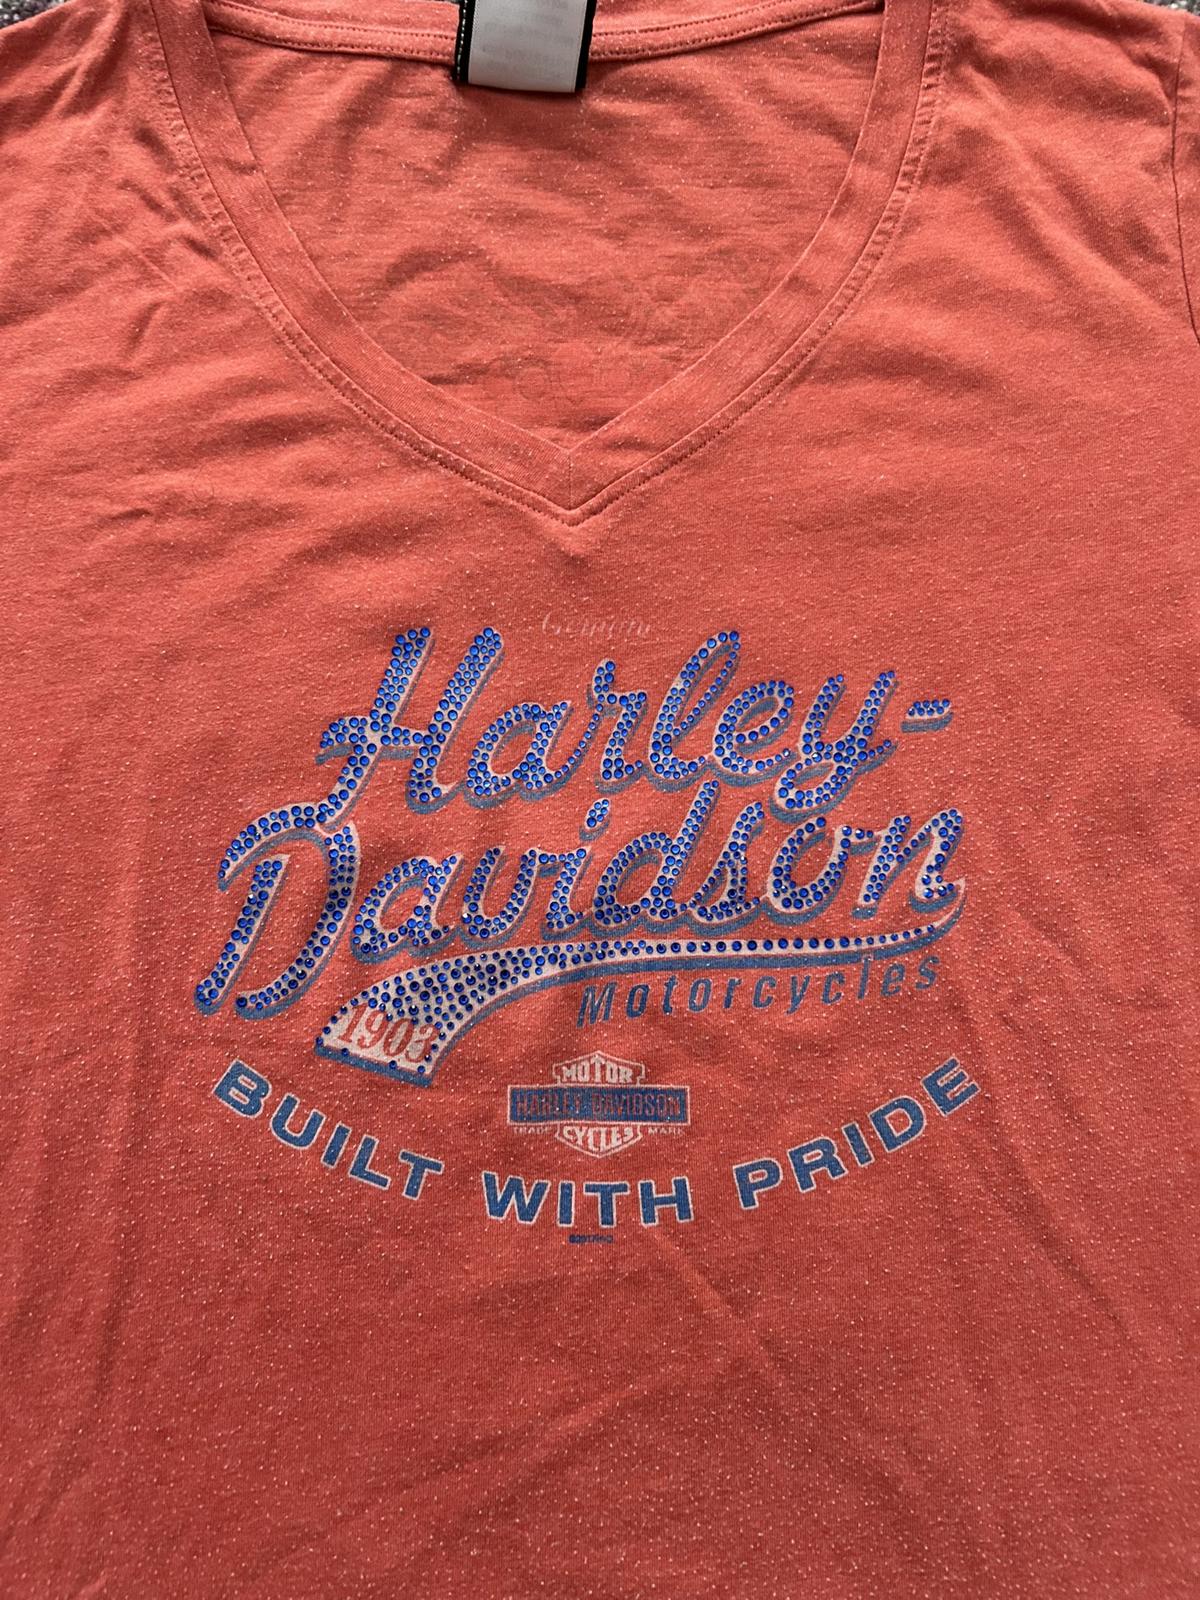 Genuine
Harley-
Davidson
Motorcycles
1903
MOTOR
HARLEY-DAVIDSON
TRADE MARK
CYCLES
BUILT WITH PRIDE